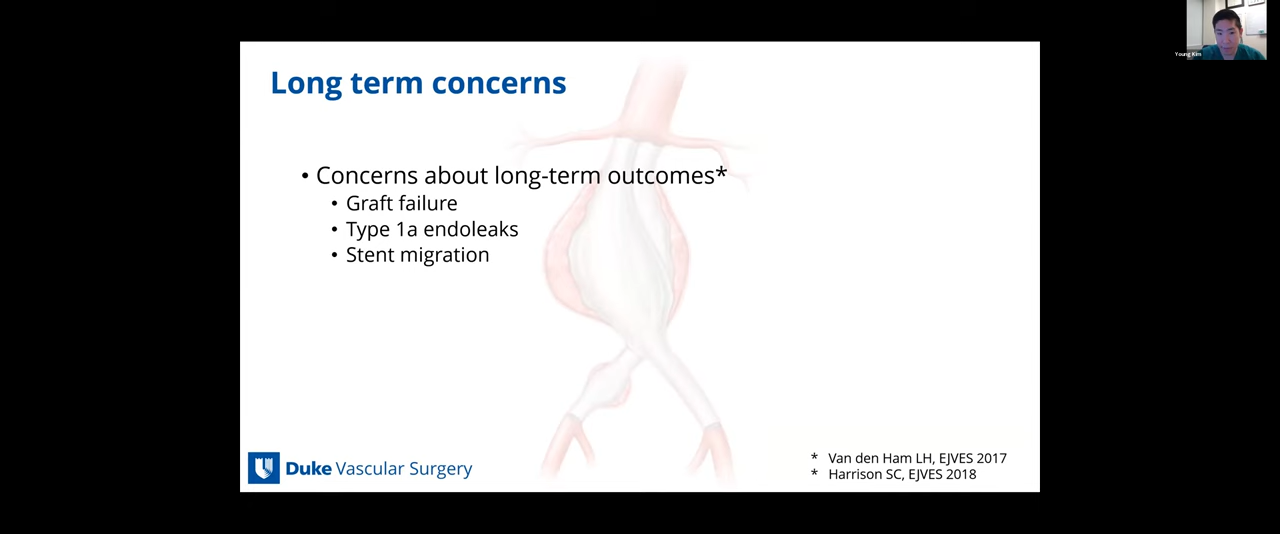 Young Kim
Long term concerns
• Concerns about long-term outcomes*
• Graft failure
• Type 1a endoleaks
• Stent migration
Duke Vascular Surgery
* Van den Ham LH, EJVES 2017
* Harrison SC, EJVES 2018